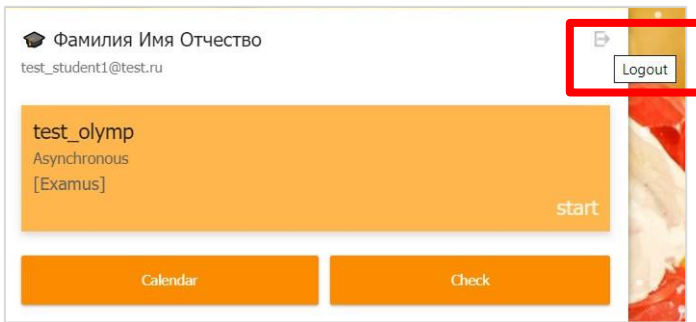 Фамилия Имя Отчество
test_student1@test.ru
Logout
test_olymp
Asynchronous
[Examus]
start
Calendar
Check